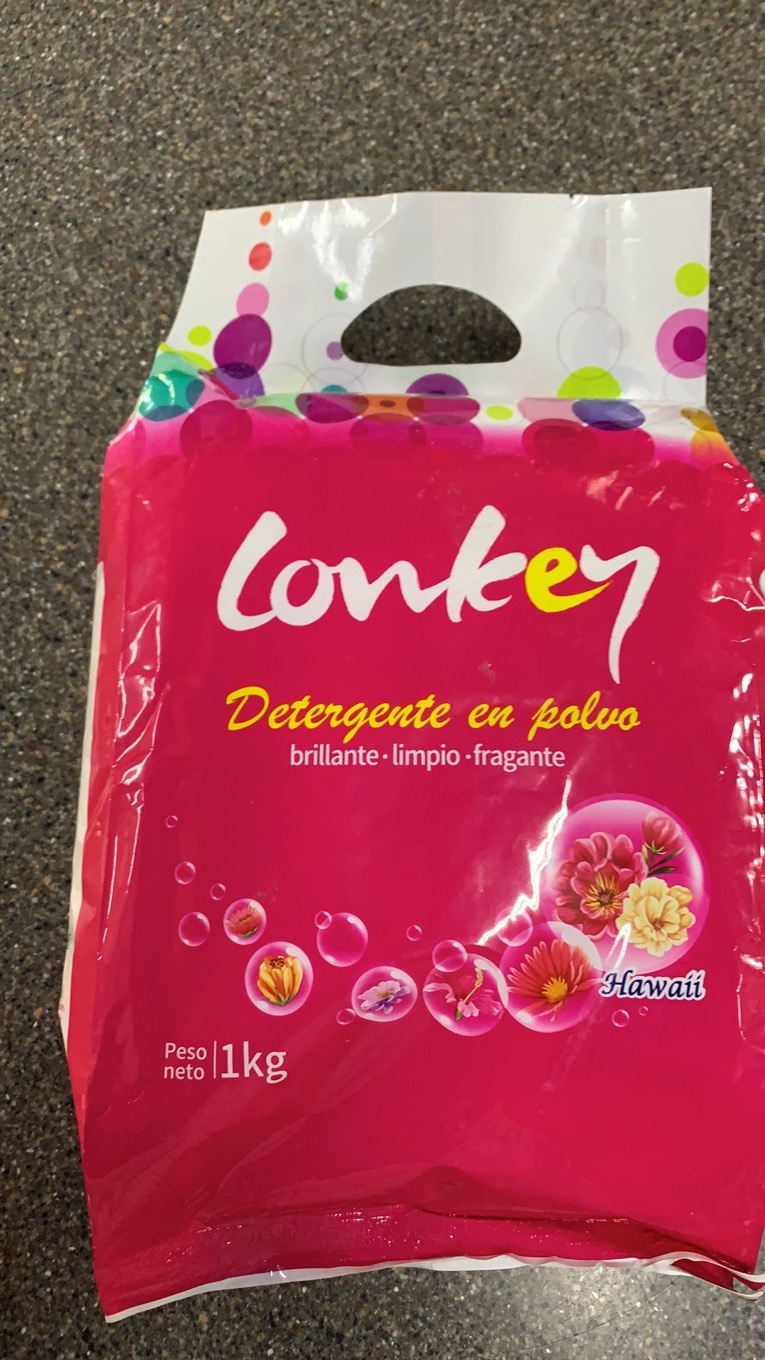 Lonkey
Detergente en polvo
brillante·limpio·fragante
Hawaii
Peso neto | 1kg